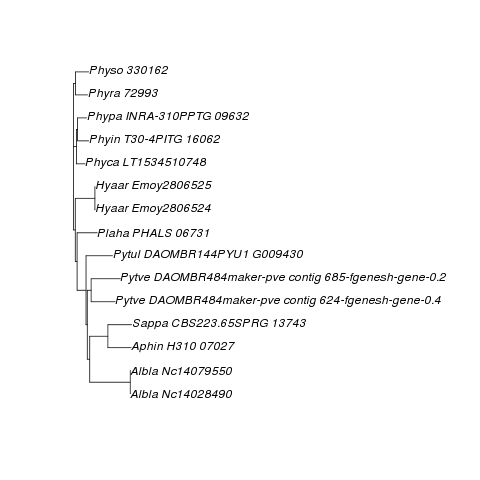 Physo 330162
Phyra 72993
Phypa INRA-310PPTG 09632
Phyin T30-4PITG 16062
Phyca LT1534510748
Hyaar Emoy2806525
Hyaar Emoy2806524
Plaha PHALS 06731
Pytul DAOMBR144PYU1 G009430
Pytve DAOMBR484maker-pve contig 685-fgenesh-gene-0.2
Pytve DAOMBR484maker-pve contig 624-fgenesh-gene-0.4
Sappa CBS223.65SPRG 13743
Aphin H310 07027
Albla Nc14079550
Albla Nc14028490